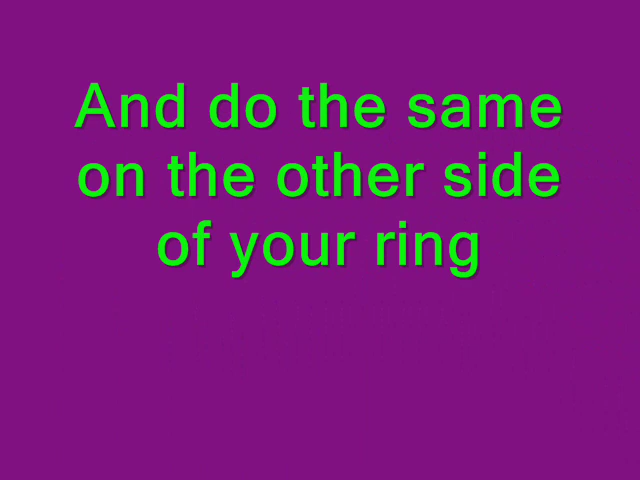 And do the same
on the other side
of your ring